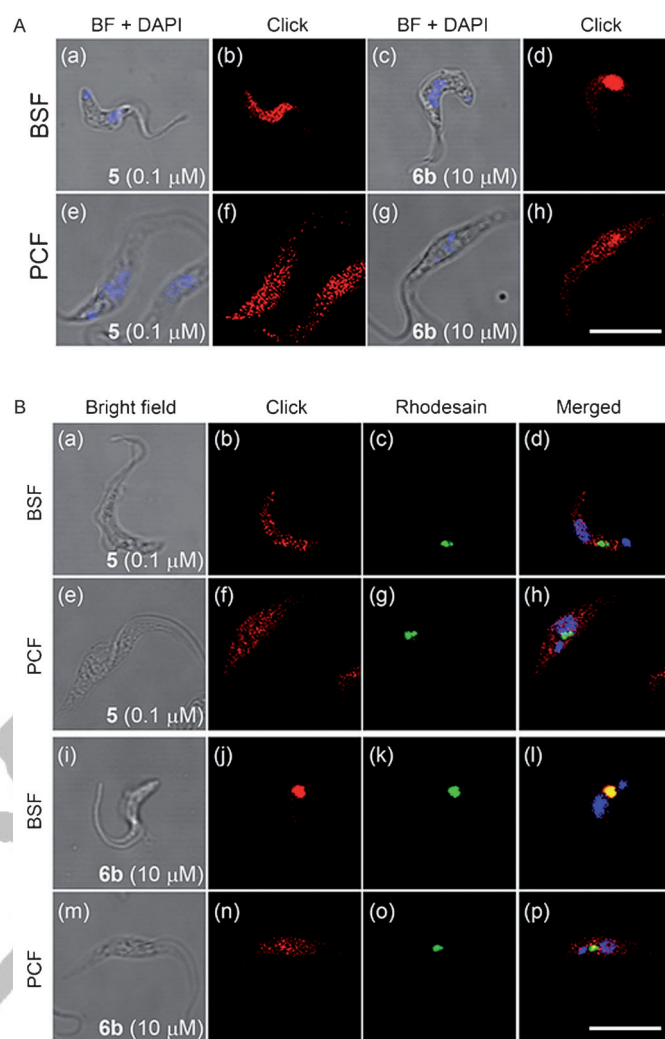 A BF + DAPI Click BF + DAPI Click
BSF (a) (b) (c) (d)
5 (0.1 µM) 6b (10 µM)
PCF (e) (f) (g) (h)
5 (0.1 µM) 6b (10 µM)
B Bright field Click Rhodesain Merged
BSF (a) (b) (c) (d)
5 (0.1 µM)
PCF (e) (f) (g) (h)
5 (0.1 µM)
BSF (i) (j) (k) (l)
6b (10 µM)
PCF (m) (n) (o) (p)
6b (10 µM)